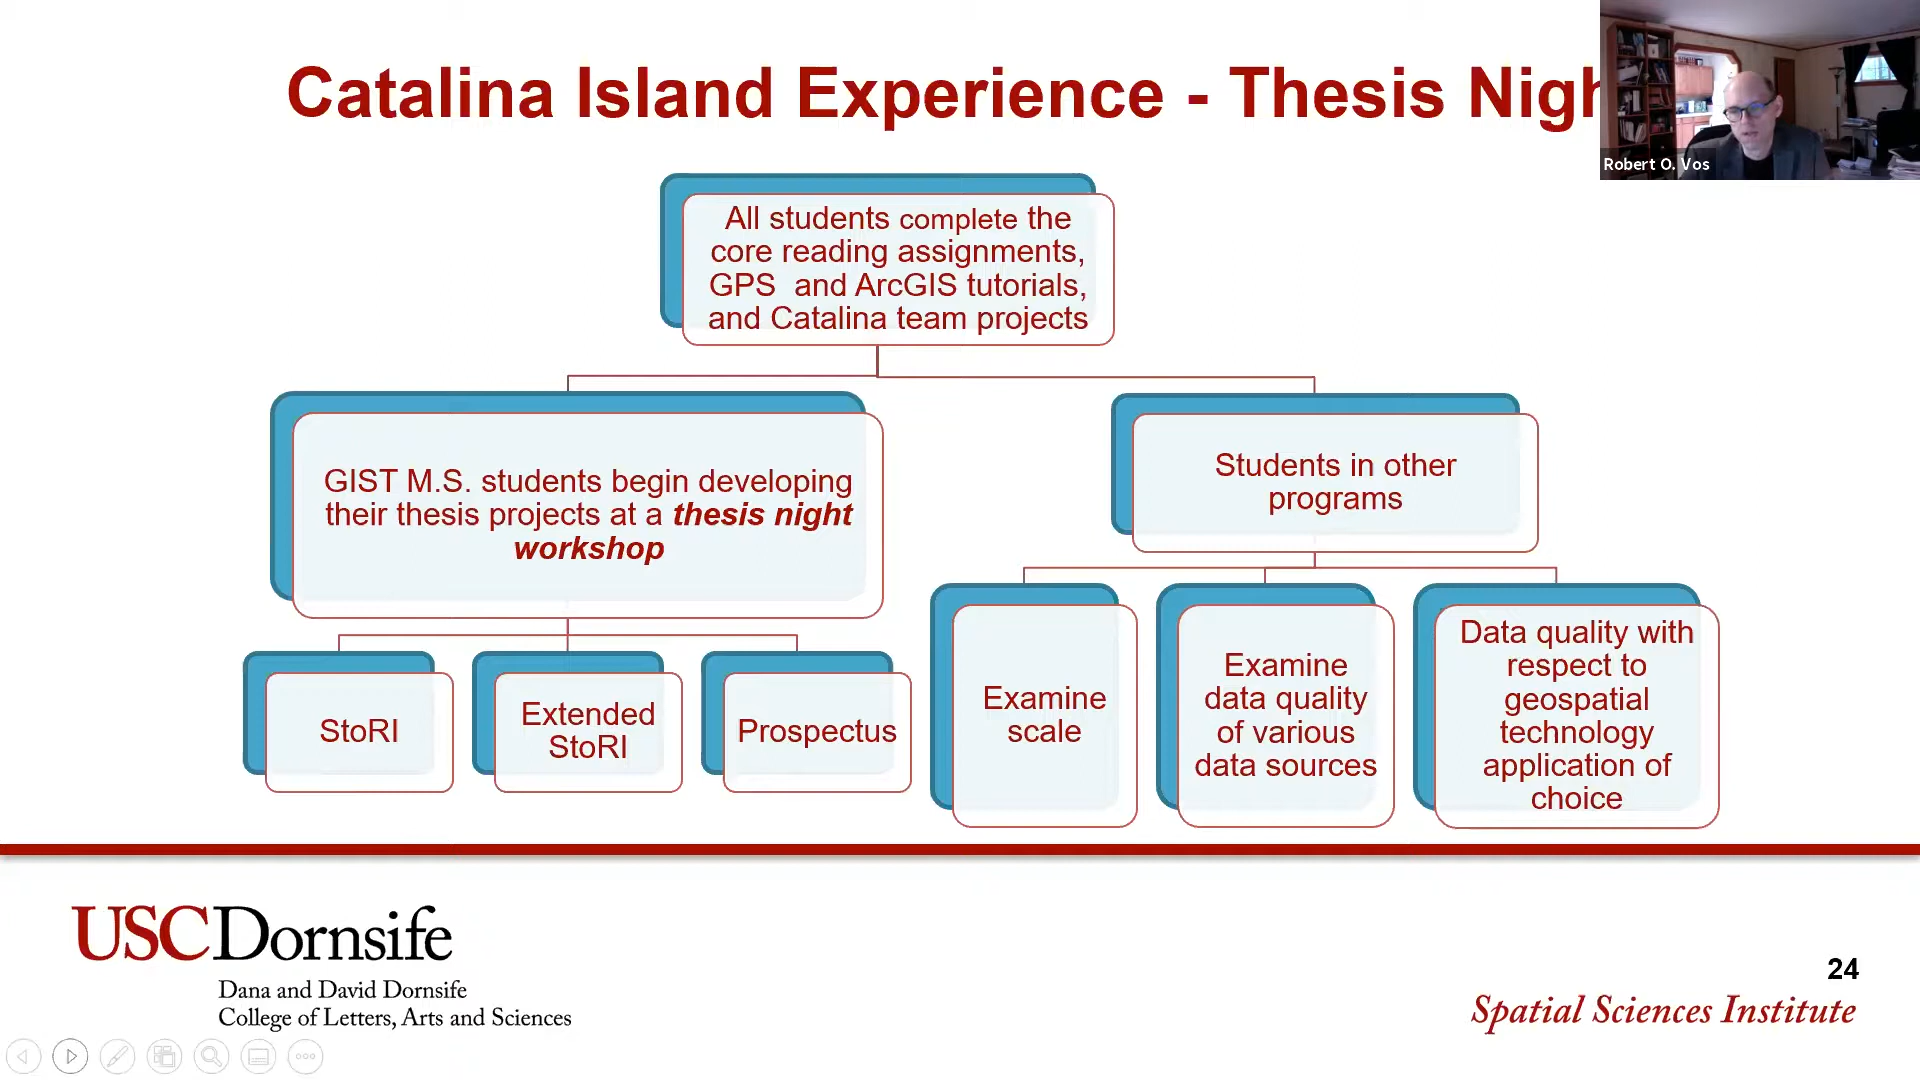 Catalina Island Experience - Thesis Nigh
Robert O. Vos
All students complete the
core reading assignments,
GPS  and ArcGIS tutorials,
and Catalina team projects
GIST M.S. students begin developing
their thesis projects at a thesis night
workshop
Students in other
programs
StoRI
Extended
StoRI
Prospectus
Examine
scale
Examine
data quality
of various
data sources
Data quality with
respect to
geospatial
technology
application of
choice
USCDornsife
Dana and David Dornsife
College of Letters, Arts and Sciences
24
Spatial Sciences Institute